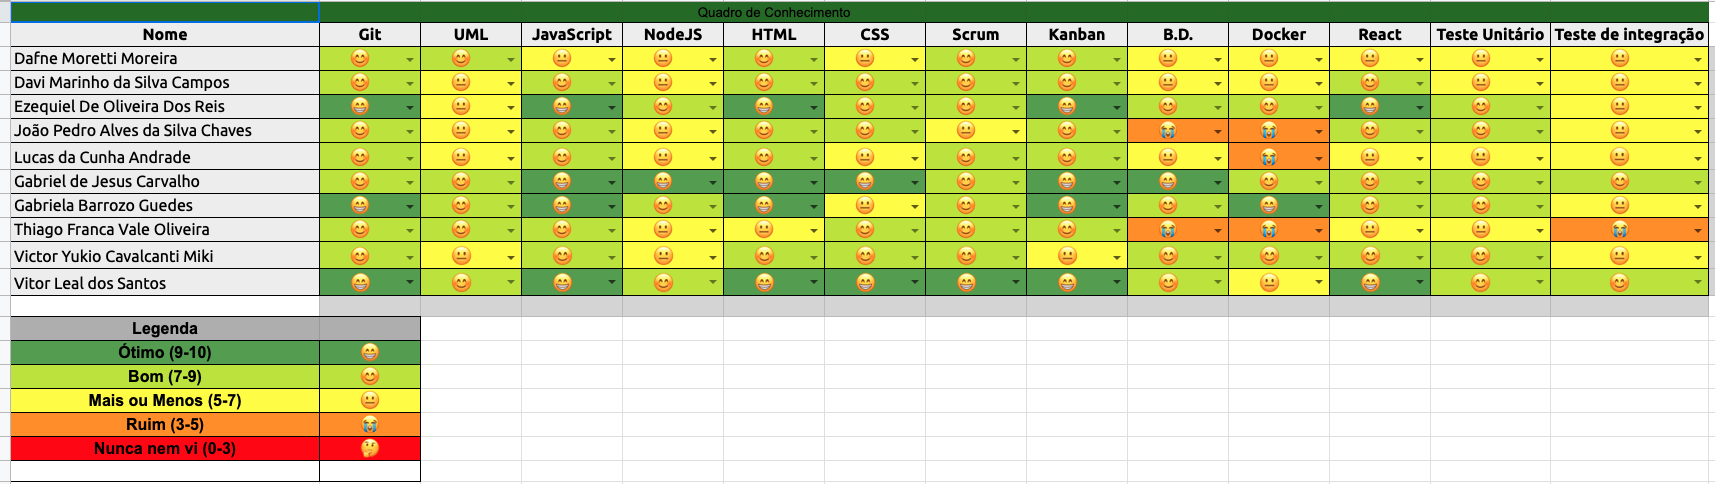 Quadro de Conhecimento
Nome Git UML JavaScript NodeJS HTML CSS Scrum Kanban B.D. Docker React Teste Unitário Teste de integração
Dafne Moretti Moreira
Davi Marinho da Silva Campos
Ezequiel De Oliveira Dos Reis
João Pedro Alves da Silva Chaves
Lucas da Cunha Andrade
Gabriel de Jesus Carvalho
Gabriela Barrozo Guedes
Thiago Franca Vale Oliveira
Victor Yukio Cavalcanti Miki
Vitor Leal dos Santos
Legenda
Ótimo (9-10)
Bom (7-9)
Mais ou Menos (5-7)
Ruim (3-5)
Nunca nem vi (0-3)